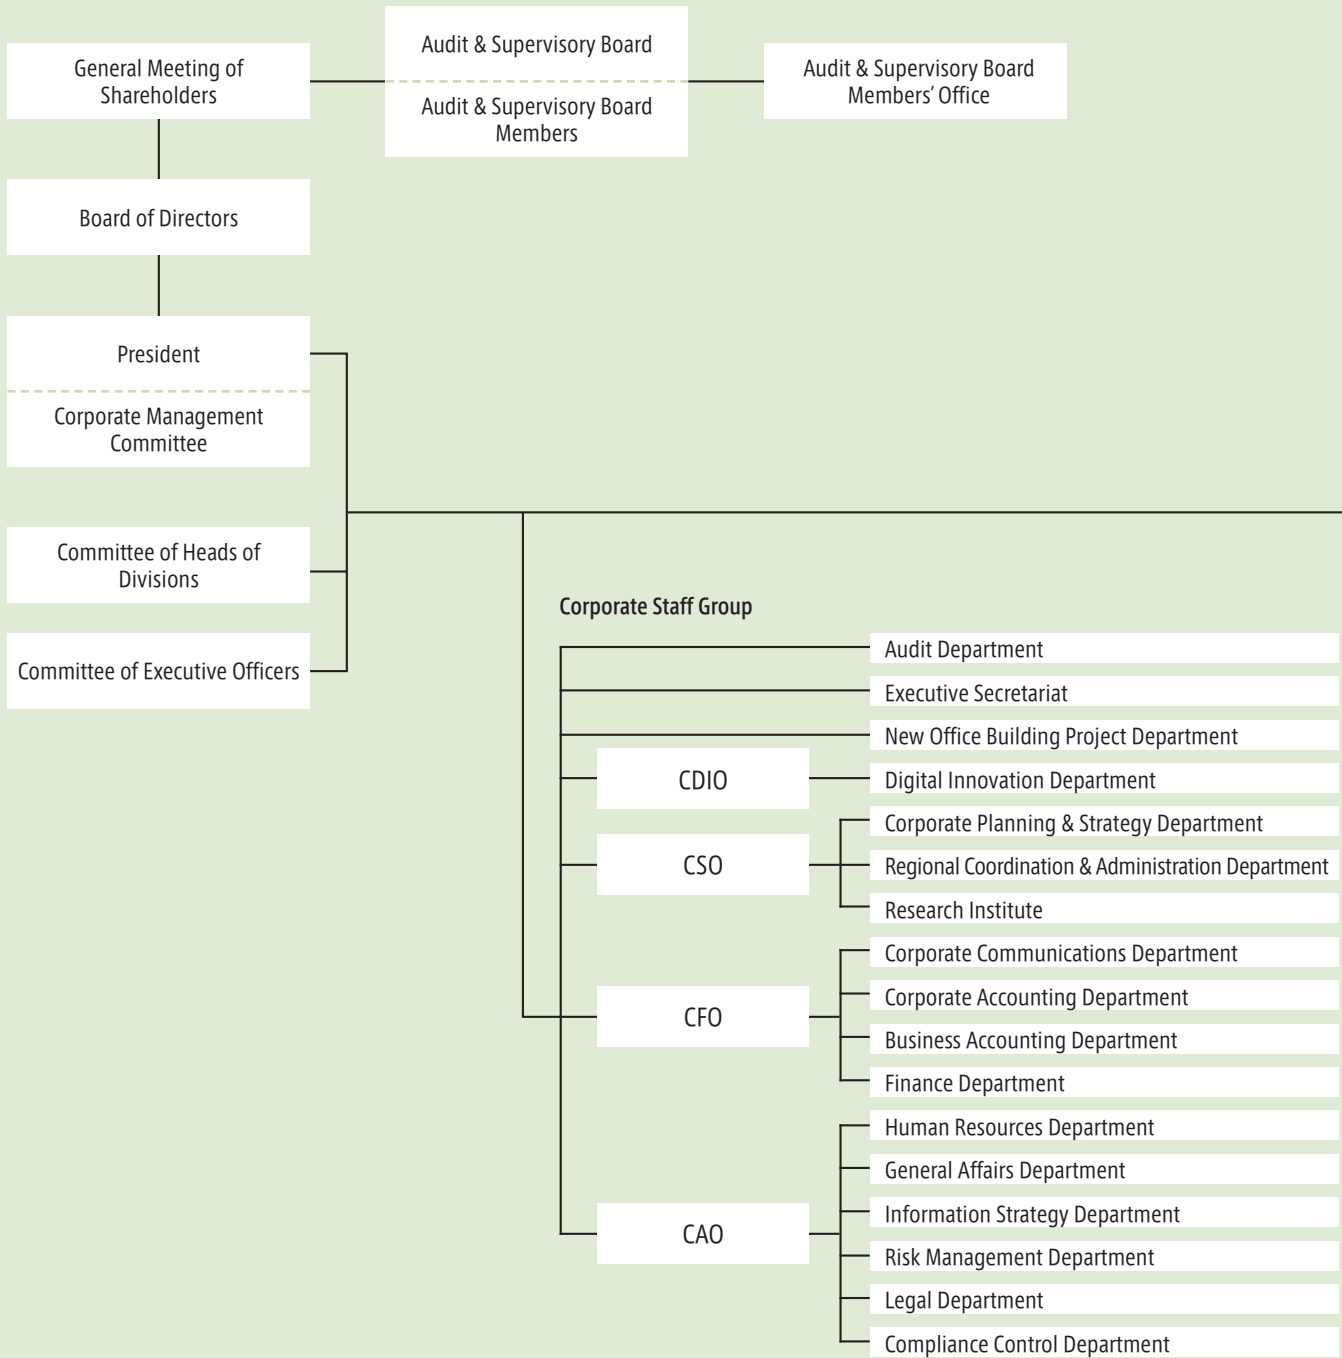 General Meeting of
Shareholders
Audit & Supervisory Board
Audit & Supervisory Board
Members
Audit & Supervisory Board
Members’ Office
Board of Directors
President
Corporate Management
Committee
Committee of Heads of
Divisions
Committee of Executive Officers
Corporate Staff Group
Audit Department
Executive Secretariat
New Office Building Project Department
CDIO
Digital Innovation Department
CSO
Corporate Planning & Strategy Department
Regional Coordination & Administration Department
Research Institute
CFO
Corporate Communications Department
Corporate Accounting Department
Business Accounting Department
Finance Department
CAO
Human Resources Department
General Affairs Department
Information Strategy Department
Risk Management Department
Legal Department
Compliance Control Department